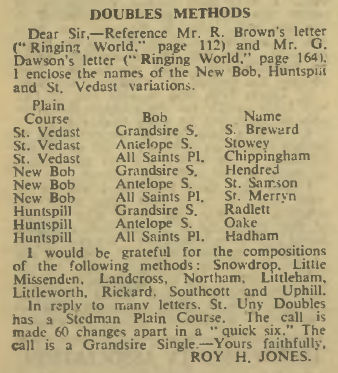 DOUBLES METHODS
Dear Sir,—Reference Mr. R. Brown's letter
("Ringing World," page 112) and Mr. G.
Dawson's letter ("Ringing World," page 164),
I enclose the names of the New Bob, Huntspill
and St. Vedast variations.
Plain
Course Bob Name
St. Vedast Grandsire S. S. Breward
St. Vedast Antelope S. Stowey
St. Vedast All Saints Pl. Chippingham
New Bob Grandsire S. Hendred
New Bob Antelope S. St. Samson
New Bob All Saints Pl. St. Merryn
Huntspill Grandsire S. Radlett
Huntspill Antelope S. Oake
Huntspill All Saints Pl. Hadham
I would be grateful for the compositions
of the following methods: Snowdrop, Little
Missenden, Landcross, Northam, Littleham,
Littleworth, Rickard, Southcott and Uphill.
In reply to many letters, St. Uny Doubles
has a Stedman Plain Course. The call is
made 60 changes apart in a "quick six." The
call is a Grandsire Single.—Yours faithfully,
ROY H. JONES.